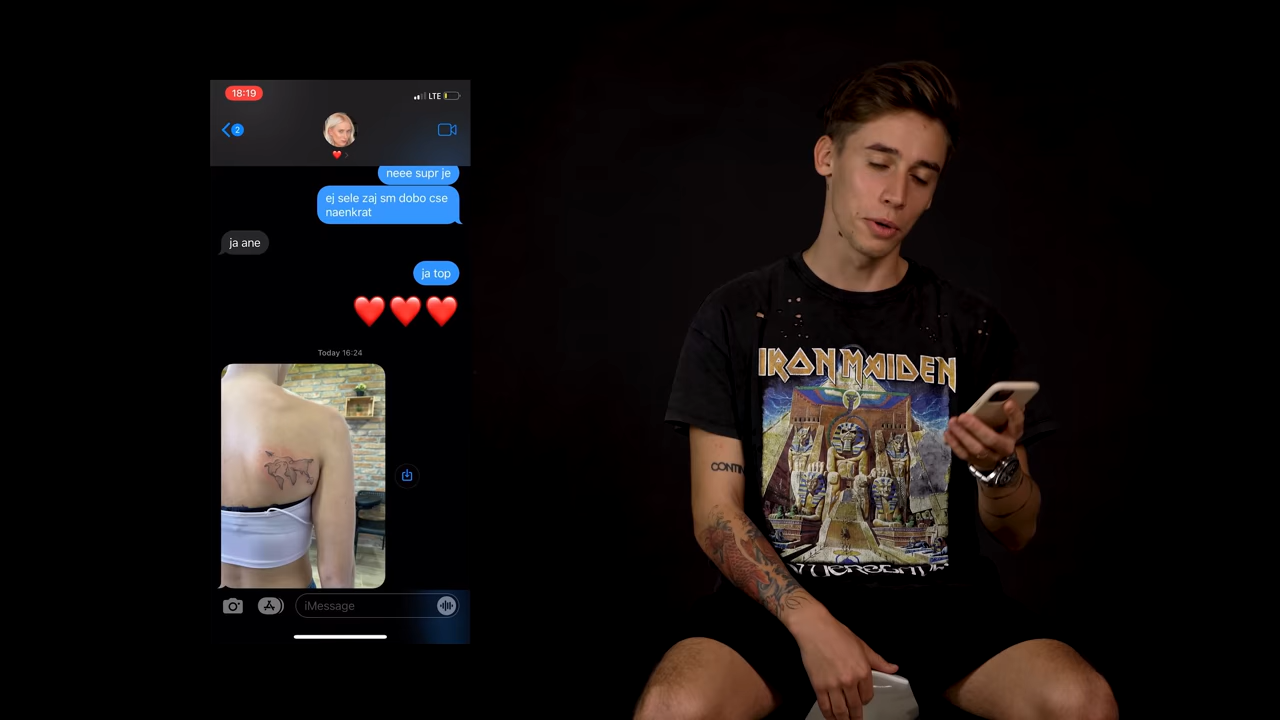 18:19
LTE
2
neee supr je
ej sele zaj sm dobo cse
naenkrat
ja ane
ja top
Today 16:24
iMessage
IRON MAIDEN
CONTIN